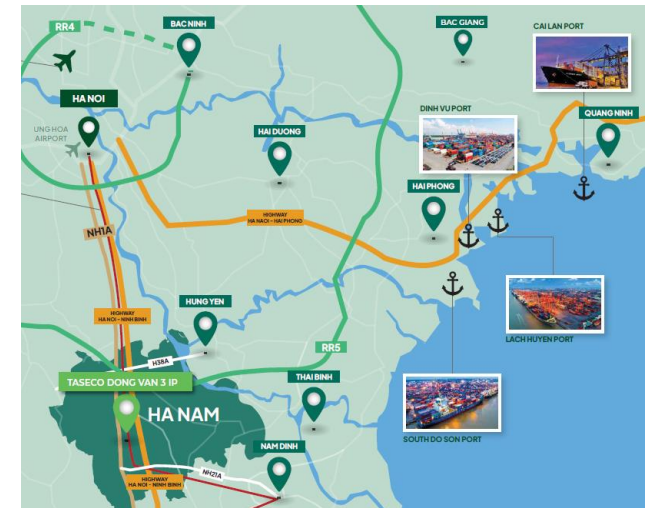 CAI LAN PORT
BAC GIANG
BAC NINH
RR4
HA NOI
DINH VU PORT
QUANG NINH
UNG HOA
AIRPORT
HAI DUONG
HAI PHONG
HIGHWAY
HA NAOI - HAI PHONG
NH1A
HUNG YEN
HIGHWAY
HA NOI - NINH BINH
LACH HUYEN PORT
RR5
H38A
THAI BINH
TASECO DONG VAN 3 IP
HA NAM
SOUTH DO SON PORT
NAM DINH
NH21A
HIGHWAY
HA NOI - NINH BINH